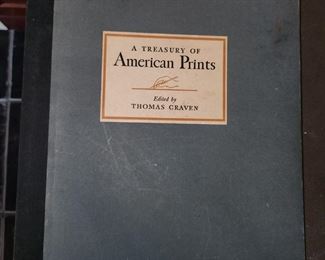 A TREASURY OF
American Prints
Edited by
THOMAS CRAVEN